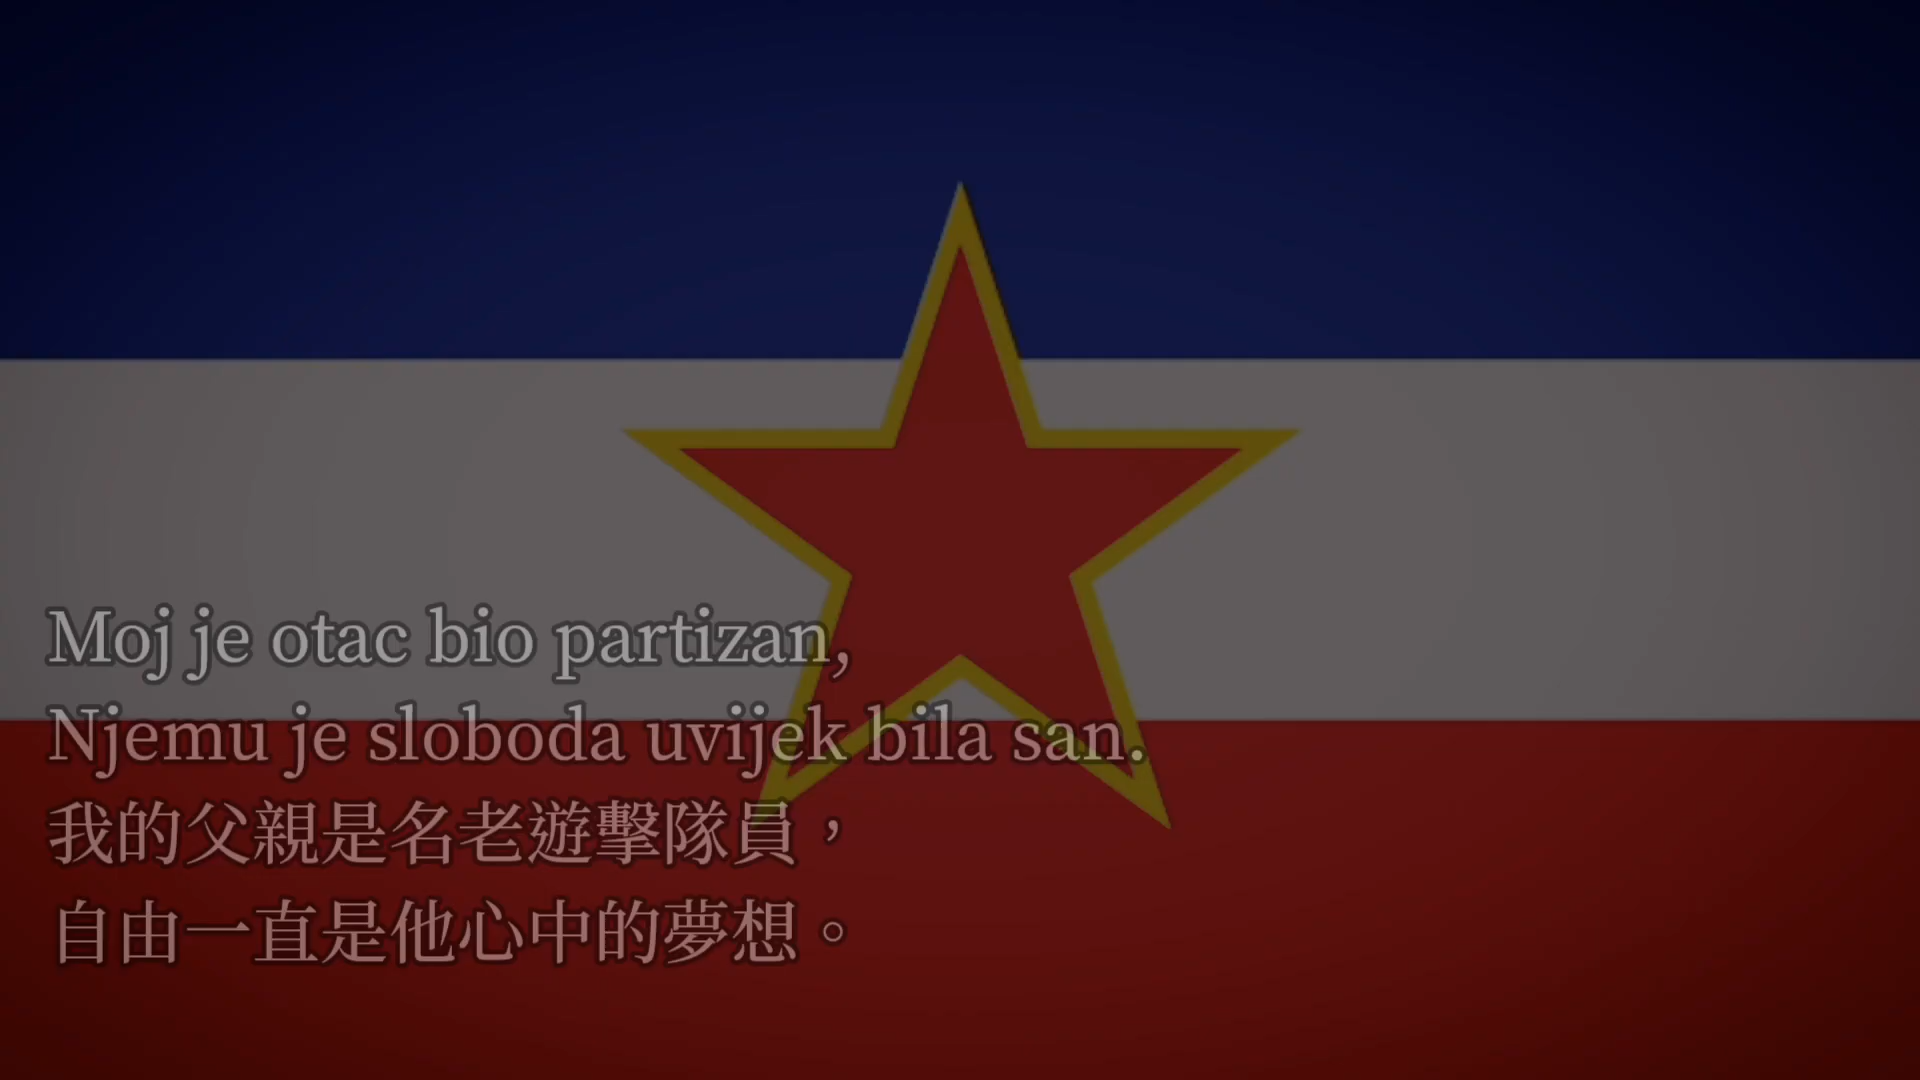 Moj je otac bio partizan,
Njemu je sloboda uvijek bila san.
我的父親是名老遊擊隊員，
自由一直是他心中的夢想。